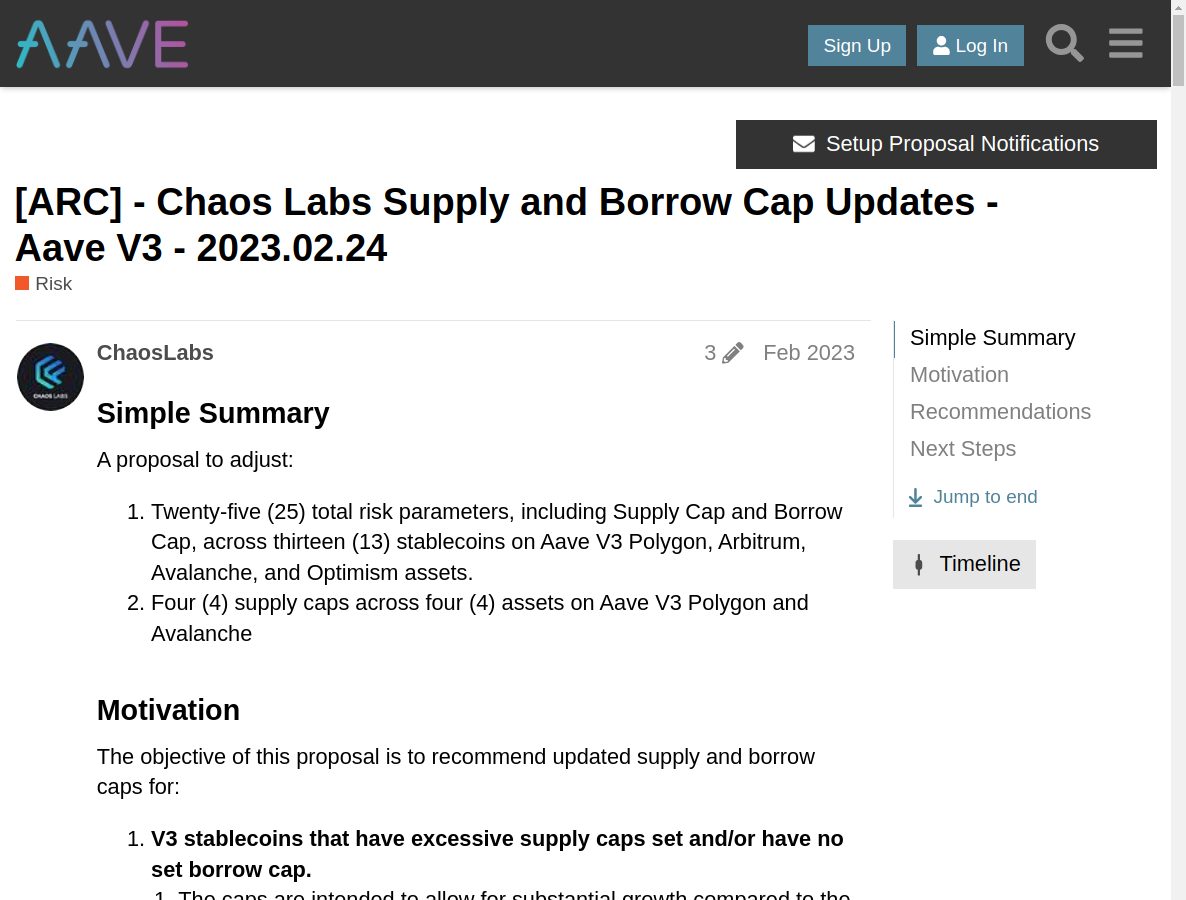 AAVE
Sign Up
Log In
Setup Proposal Notifications
[ARC] - Chaos Labs Supply and Borrow Cap Updates -
Aave V3 - 2023.02.24
Risk
ChaosLabs
3
Feb 2023
CHAOS LABS
Simple Summary
A proposal to adjust:
1. Twenty-five (25) total risk parameters, including Supply Cap and Borrow
Cap, across thirteen (13) stablecoins on Aave V3 Polygon, Arbitrum,
Avalanche, and Optimism assets.
2. Four (4) supply caps across four (4) assets on Aave V3 Polygon and
Avalanche
Motivation
The objective of this proposal is to recommend updated supply and borrow
caps for:
1. V3 stablecoins that have excessive supply caps set and/or have no
set borrow cap.
1. The caps are intended to allow for substantial growth compared to the
Simple Summary
Motivation
Recommendations
Next Steps
Jump to end
Timeline